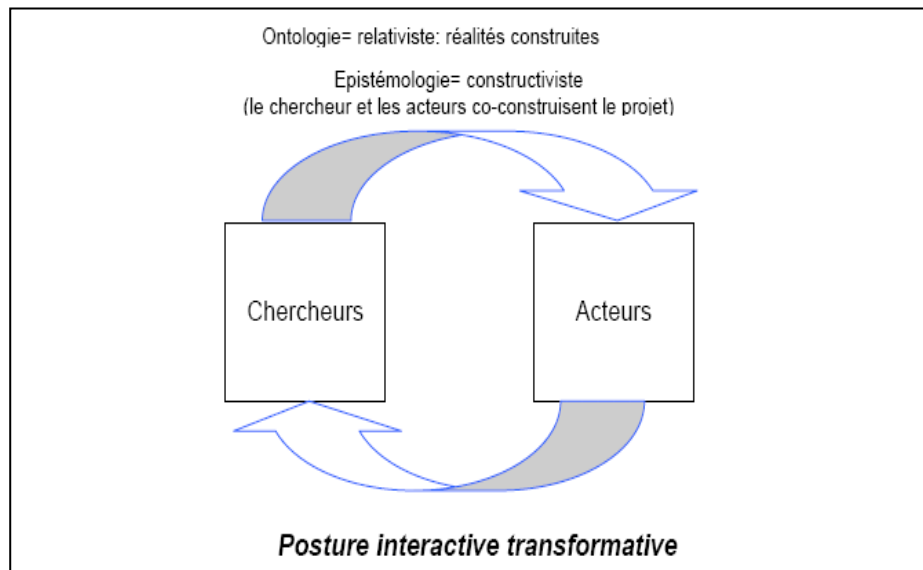 Ontologie= relativiste: réalités construites
Epistémologie= constructiviste
(le chercheur et les acteurs co-construisent le projet)
Chercheurs
Acteurs
Posture interactive transformative